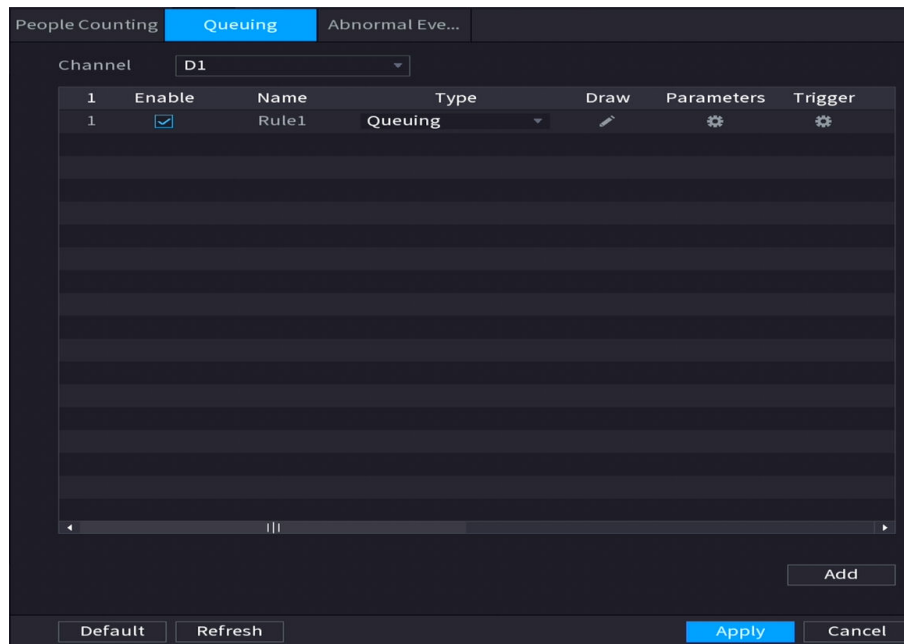 People Counting Queuing Abnormal Eve...
Channel D1
1 Enable Name Type Draw Parameters Trigger
1 Rule1 Queuing
Add
Default Refresh Apply Cancel